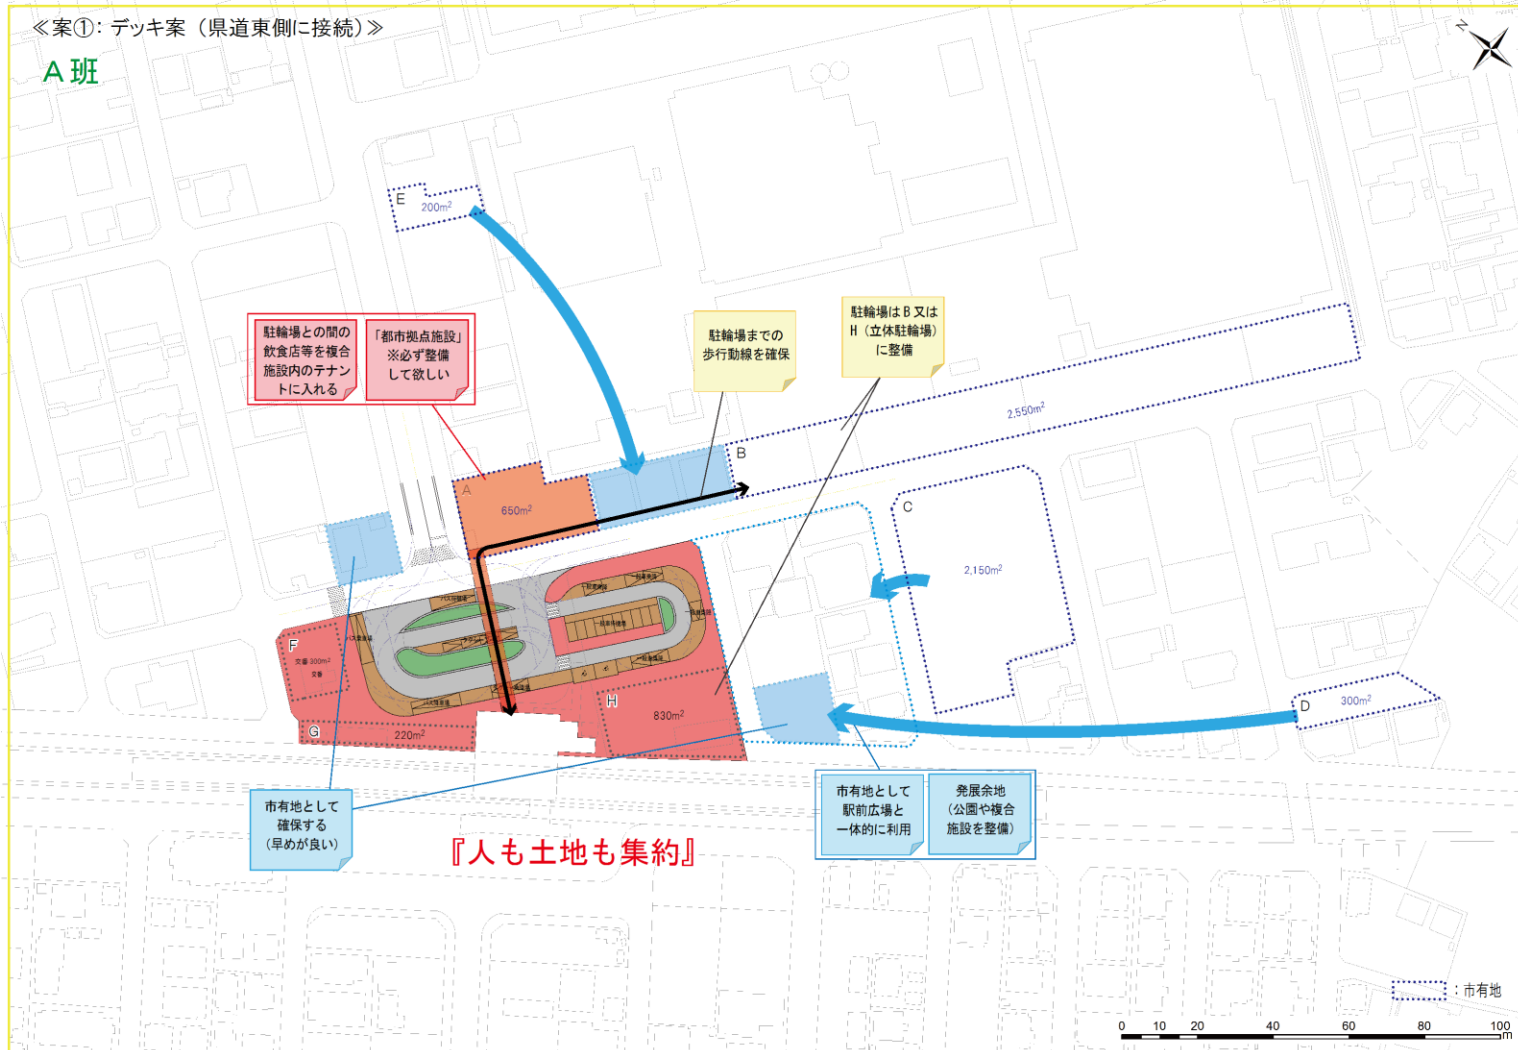 ≪案①：デッキ案（県道東側に接続）≫
A班
N
E
200m²
駐輪場との間の
飲食店等を複合
施設内のテナン
トに入れる
「都市拠点施設」
※必ず整備
して欲しい
駐輪場までの
歩行動線を確保
駐輪場はB又は
H（立体駐輪場）
に整備
2,550m²
B
A
650m²
C
2,150m²
F
交番 300m²
交番
G
220m²
H
830m²
D
300m²
市有地として
確保する
（早めが良い）
市有地として
駅前広場と
一体的に利用
発展余地
（公園や複合
施設を整備）
『人も土地も集約』
：市有地
0 10 20 40 60 80 100
m